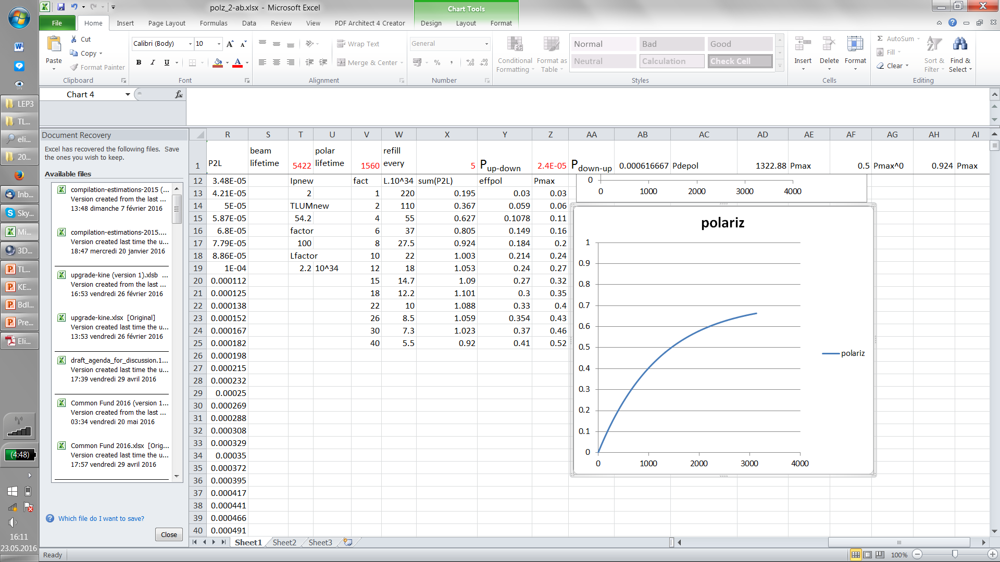 polz_2-ab.xlsx - Microsoft Excel
Chart Tools
File Home Insert Page Layout Formulas Data Review View PDF Architect 4 Creator Design Layout Format
Paste
Cut
Copy
Format Painter
Clipboard
Calibri (Body) 10
B I U
Font
Wrap Text
Merge & Center
Alignment
General
Number
Conditional Formatting
Format as Table
Normal Bad Good
Neutral Calculation Check Cell
Styles
Insert Delete Format
Cells
AutoSum
Fill
Clear
Sort & Filter
Find & Select
Editing
Chart 4
fx
LEP3
TL...
eli...
20...
Inb...
Sky...
Mi...
3D...
TL...
KE...
Bdl...
Pre...
Eli...
(4:48)
16:11
23.05.2016
Document Recovery
Excel has recovered the following files. Save
the ones you wish to keep.
Available files
compilation-estimations-2015 (...
Version created from the last ...
13:48 dimanche 7 février 2016
compilation-estimations-2015....
Version created last time the u...
18:47 mercredi 20 janvier 2016
upgrade-kine (version 1).xlsb ...
Version created from the last ...
16:53 vendredi 26 février 2016
upgrade-kine.xlsx [Original]
Version created last time the u...
13:53 vendredi 26 février 2016
draft_agenda_for_discussion.1...
Version created last time the u...
17:39 vendredi 29 avril 2016
Common Fund 2016 (version 1...
Version created from the last ...
03:34 vendredi 20 mai 2016
Common Fund 2016.xlsx [Orig...
Version created last time the u...
17:57 vendredi 29 avril 2016
Which file do I want to save?
Close
R S T U V W X Y Z AA AB AC AD AE AF AG AH AI
1 P2L beam lifetime 5422 polar lifetime 1560 refill every 5 Pup-down 2.4E-05 Pdown-up 0.000616667 Pdepol 1322.88 Pmax 0.5 Pmax^0 0.924 Pmax
12 3.48E-05 Ipnew fact L.10^34 sum(P2L) effpol Pmax
13 4.21E-05 2 1 220 0.195 0.03 0.03
14 5E-05 TLUMnew 2 110 0.367 0.059 0.06
15 5.87E-05 54.2 4 55 0.627 0.1078 0.11
16 6.8E-05 factor 6 37 0.805 0.149 0.16
17 7.79E-05 100 8 27.5 0.924 0.184 0.2
18 8.86E-05 Lfactor 10 22 1.003 0.214 0.24
19 1E-04 2.2 10^34 12 18 1.053 0.24 0.27
20 0.000112 15 14.7 1.09 0.27 0.32
21 0.000125 18 12.2 1.101 0.3 0.35
22 0.000138 22 10 1.088 0.33 0.4
23 0.000152 26 8.5 1.059 0.354 0.43
24 0.000167 30 7.3 1.023 0.37 0.46
25 0.000182 40 5.5 0.92 0.41 0.52
26 0.000198
27 0.000215
28 0.000232
29 0.00025
30 0.000269
31 0.000288
32 0.000308
33 0.000329
34 0.00035
35 0.000372
36 0.000395
37 0.000417
38 0.000441
39 0.000466
40 0.000491
0
0 1000 2000 3000 4000
polariz
1
0.9
0.8
0.7
0.6
0.5
0.4
0.3
0.2
0.1
0
0 1000 2000 3000 4000
polariz
Sheet1 Sheet2 Sheet3
Ready
100%